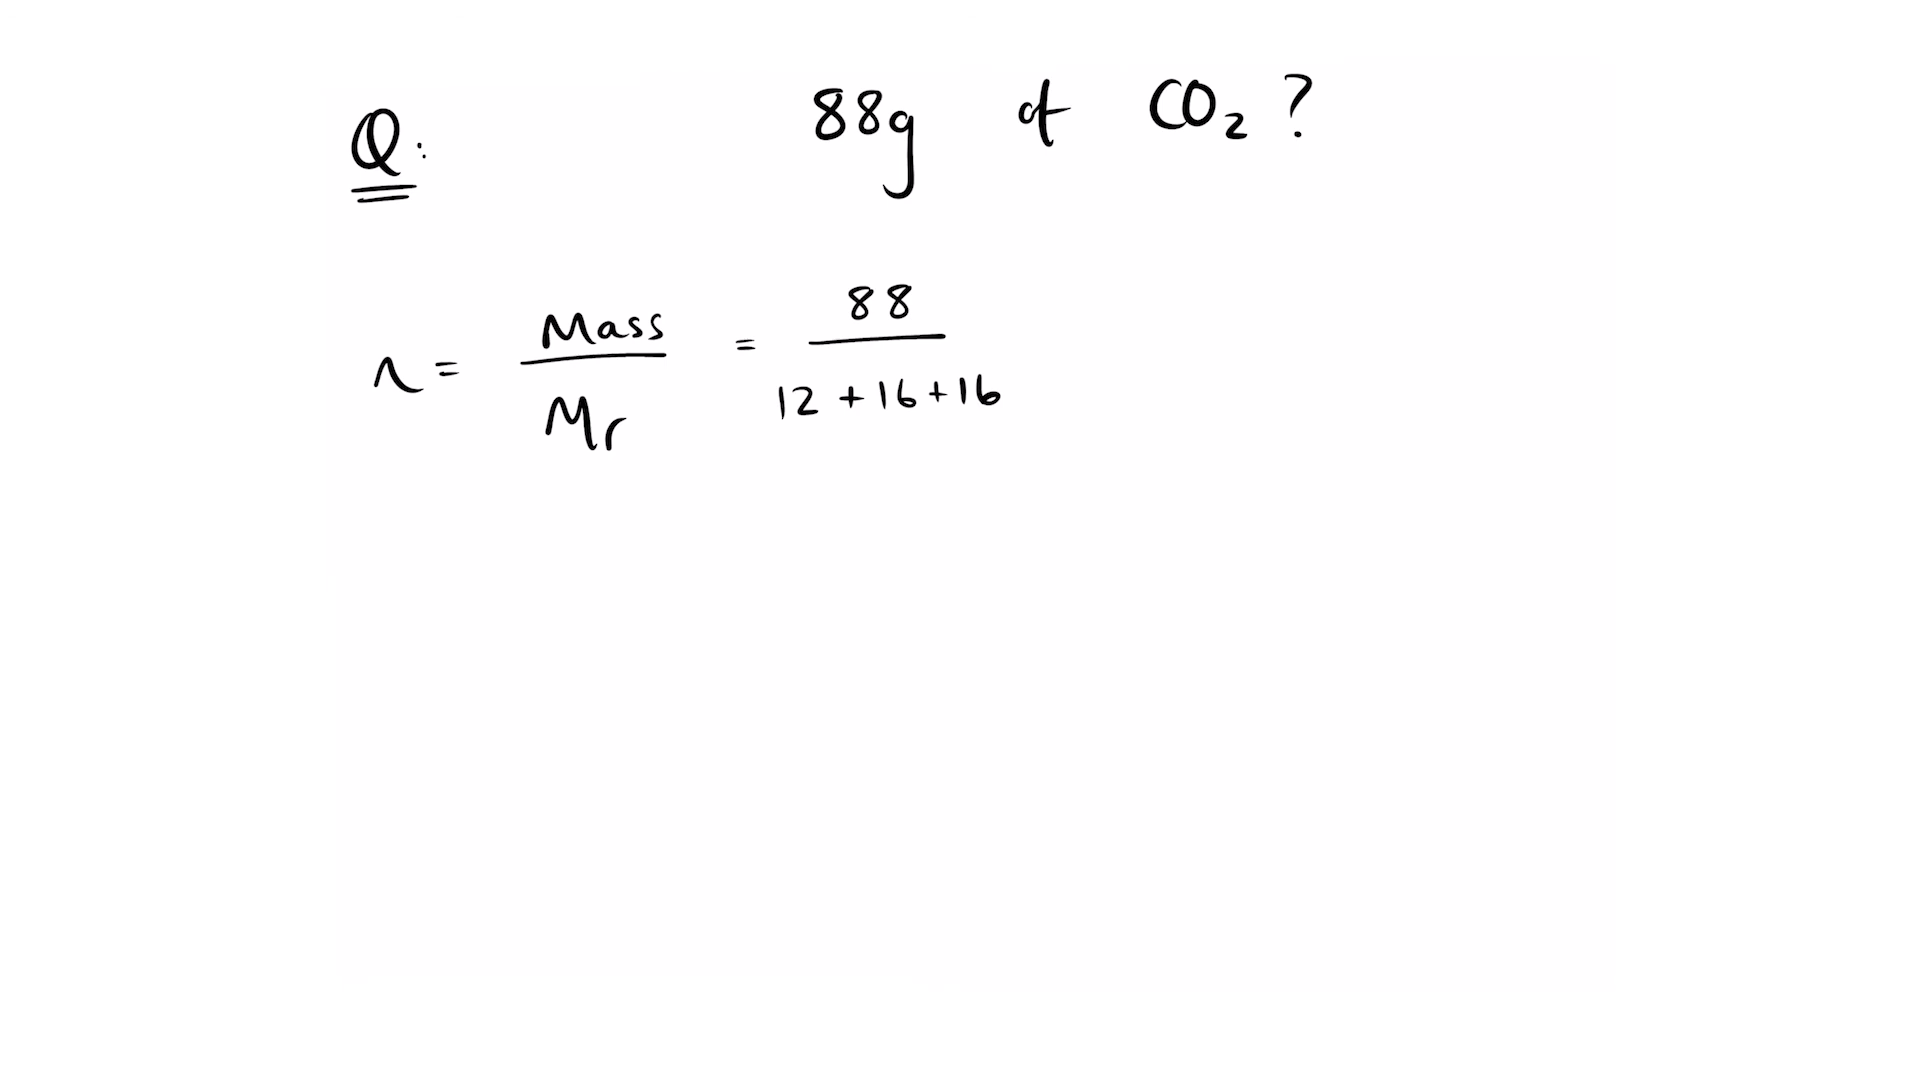 Q: 88g of CO₂?
n = Mass/Mr = 88/12+16+16